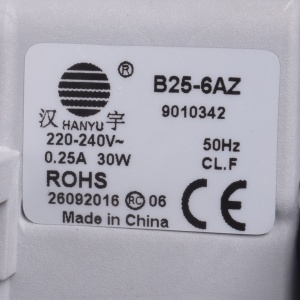 ®
B25-6AZ
9010342
汉 HANYU 宇
220-240V~ 50Hz
0.25A 30W CL.F
ROHS
26092016 RC 06
Made in China
CE